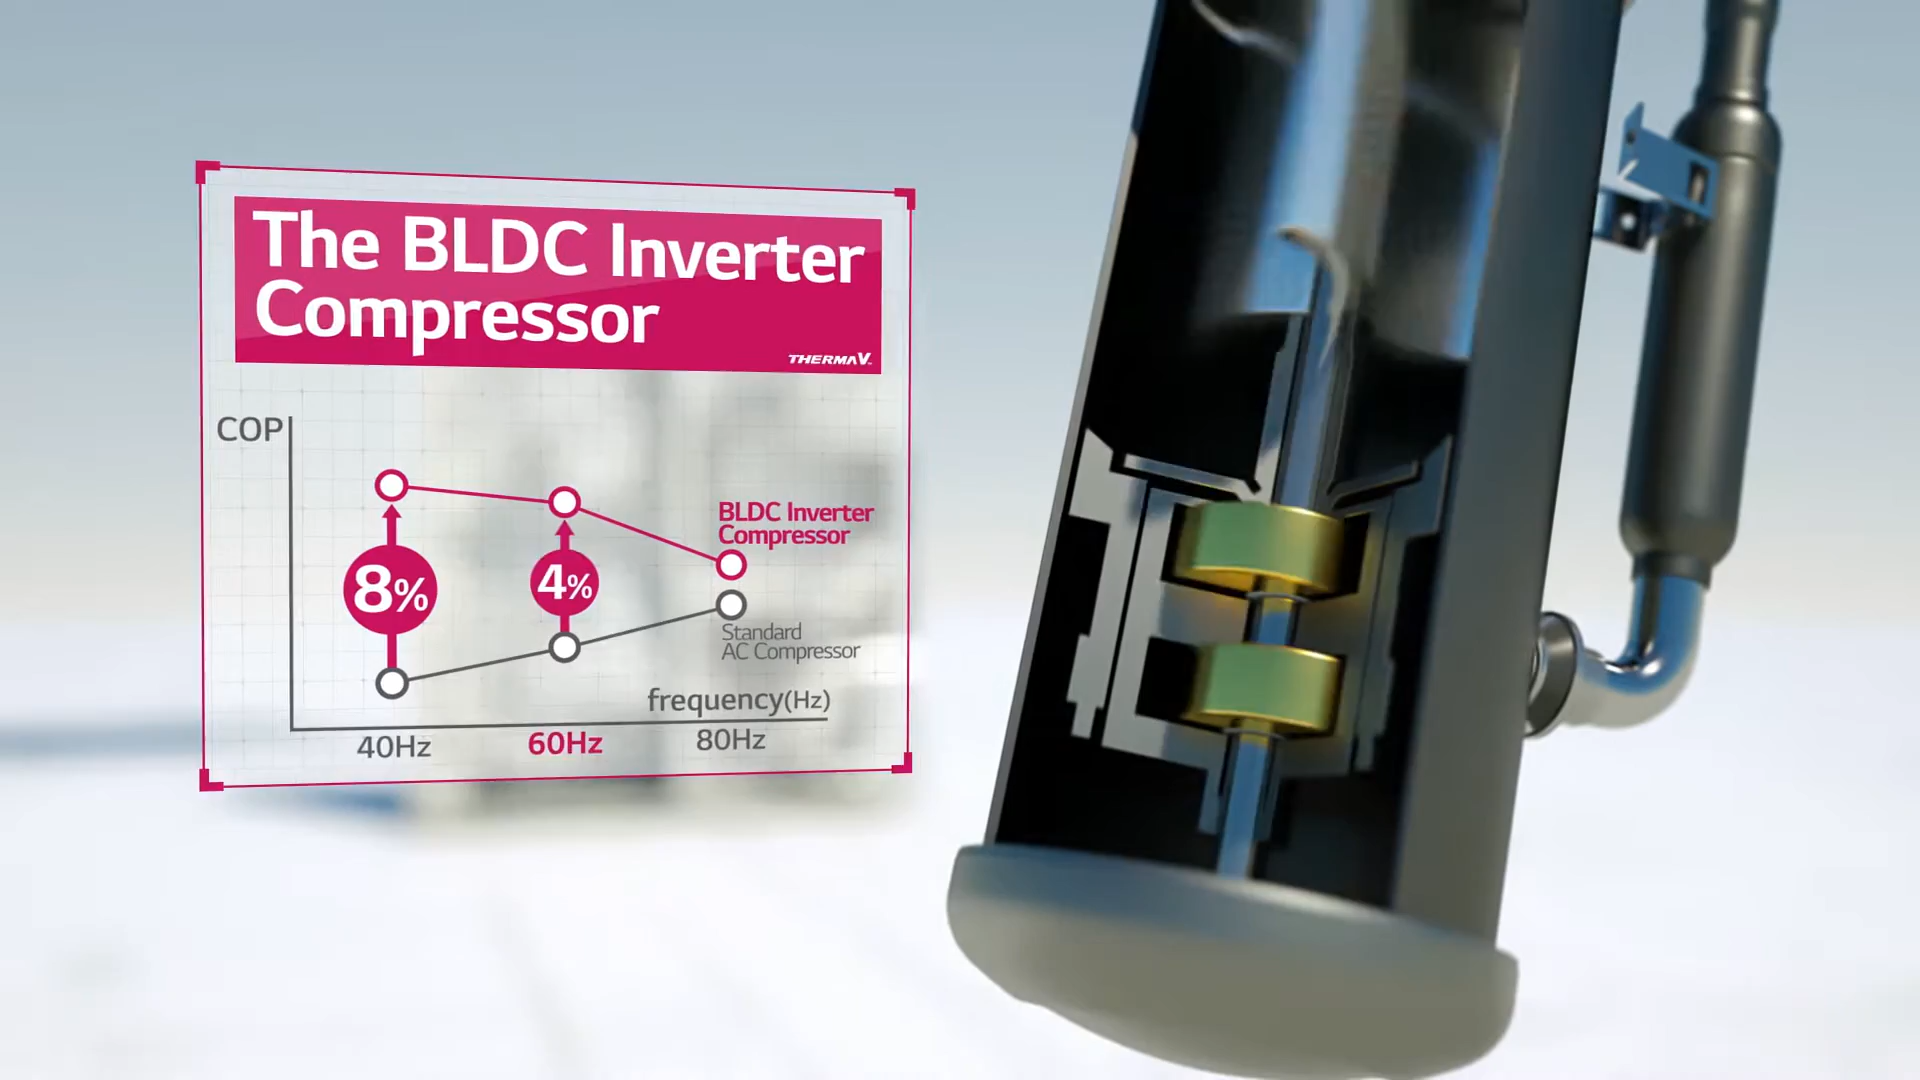 The BLDC Inverter
Compressor
THERMA V
COP
8%
4%
BLDC Inverter
Compressor
Standard
AC Compressor
frequency(Hz)
40Hz
60Hz
80Hz